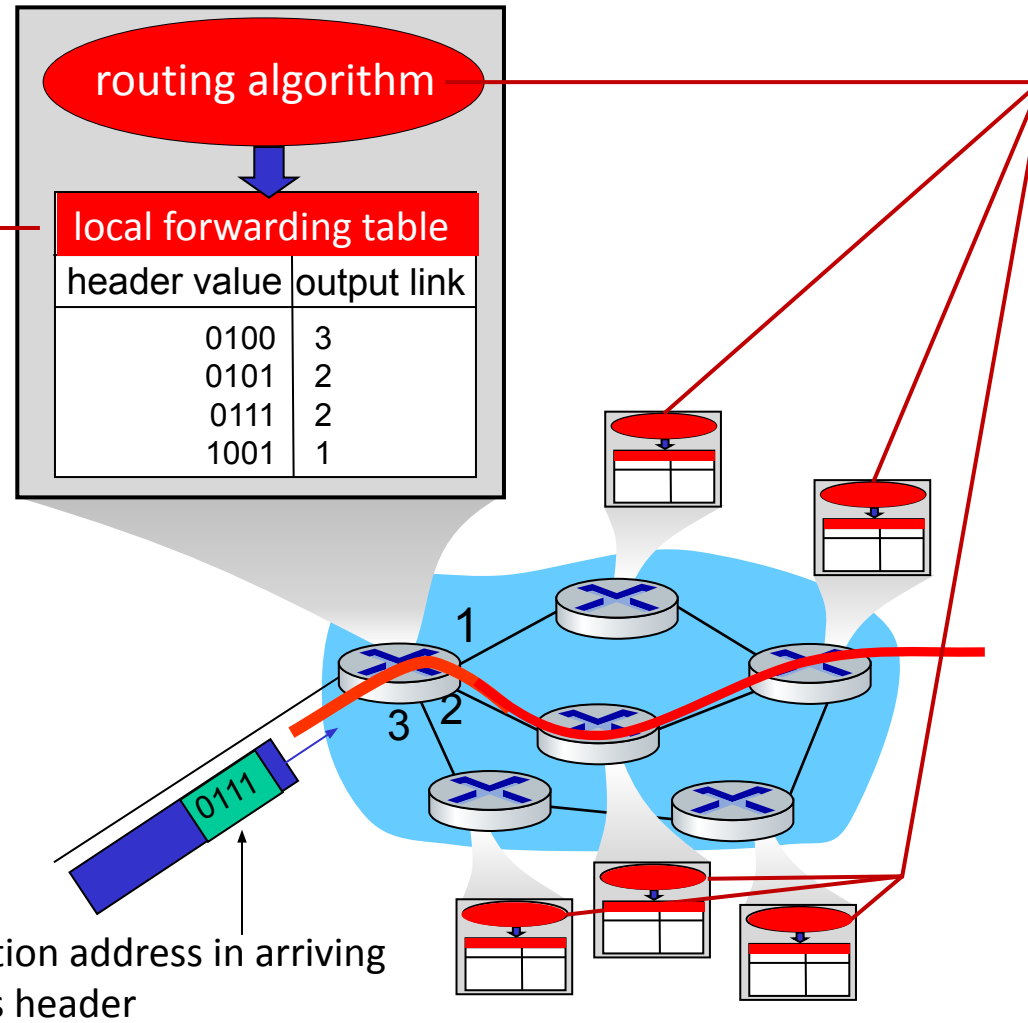 routing algorithm
local forwarding table
header value output link
0100 3
0101 2
0111 2
1001 1
1
2
3
0111
tion address in arriving
s header